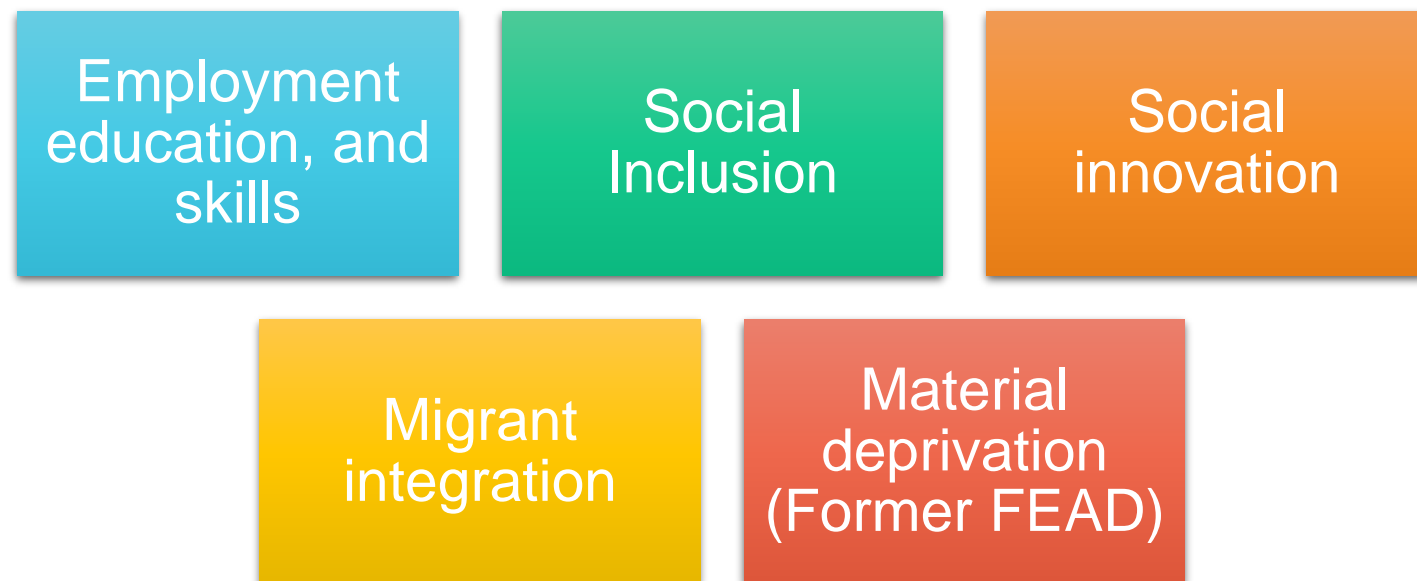 Employment
education, and
skills
Social
Inclusion
Social
innovation
Migrant
integration
Material
deprivation
(Former FEAD)